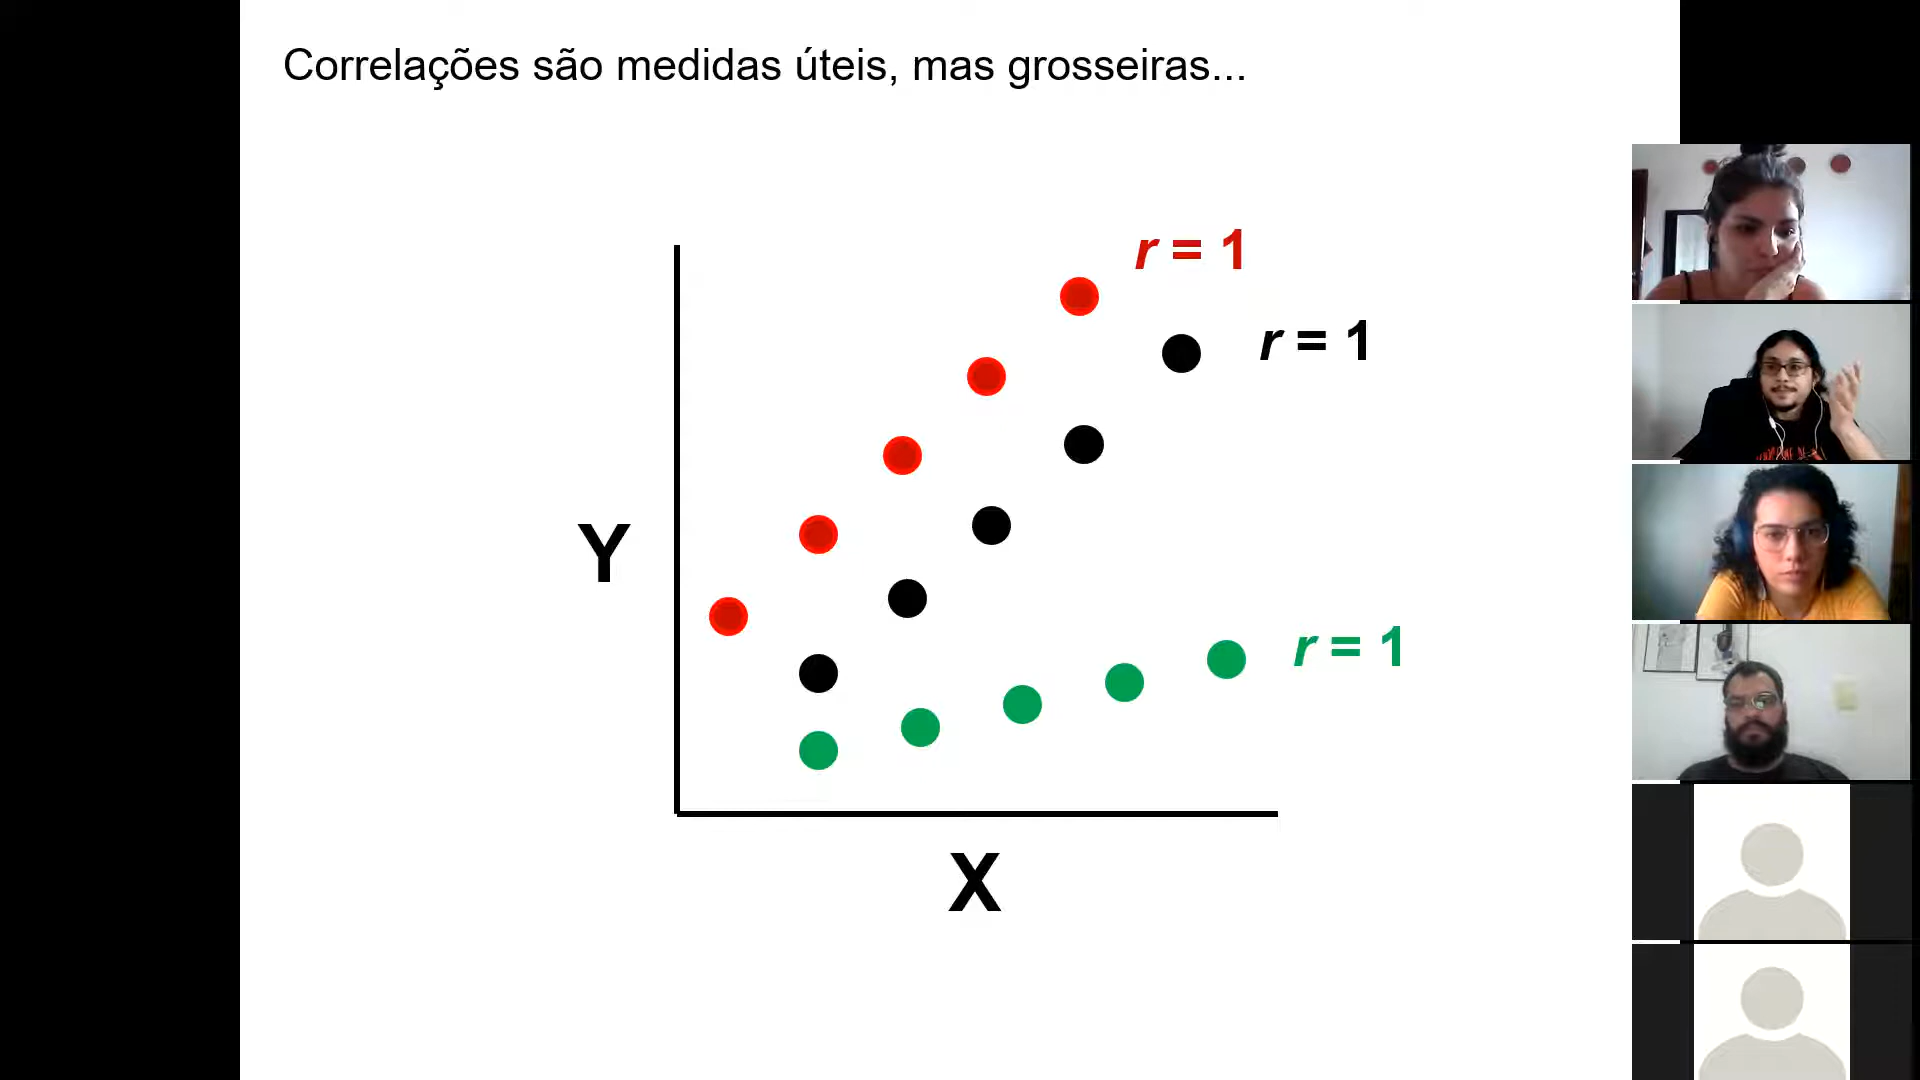 Correlações são medidas úteis, mas grosseiras...
r = 1
r = 1
Y
r = 1
X